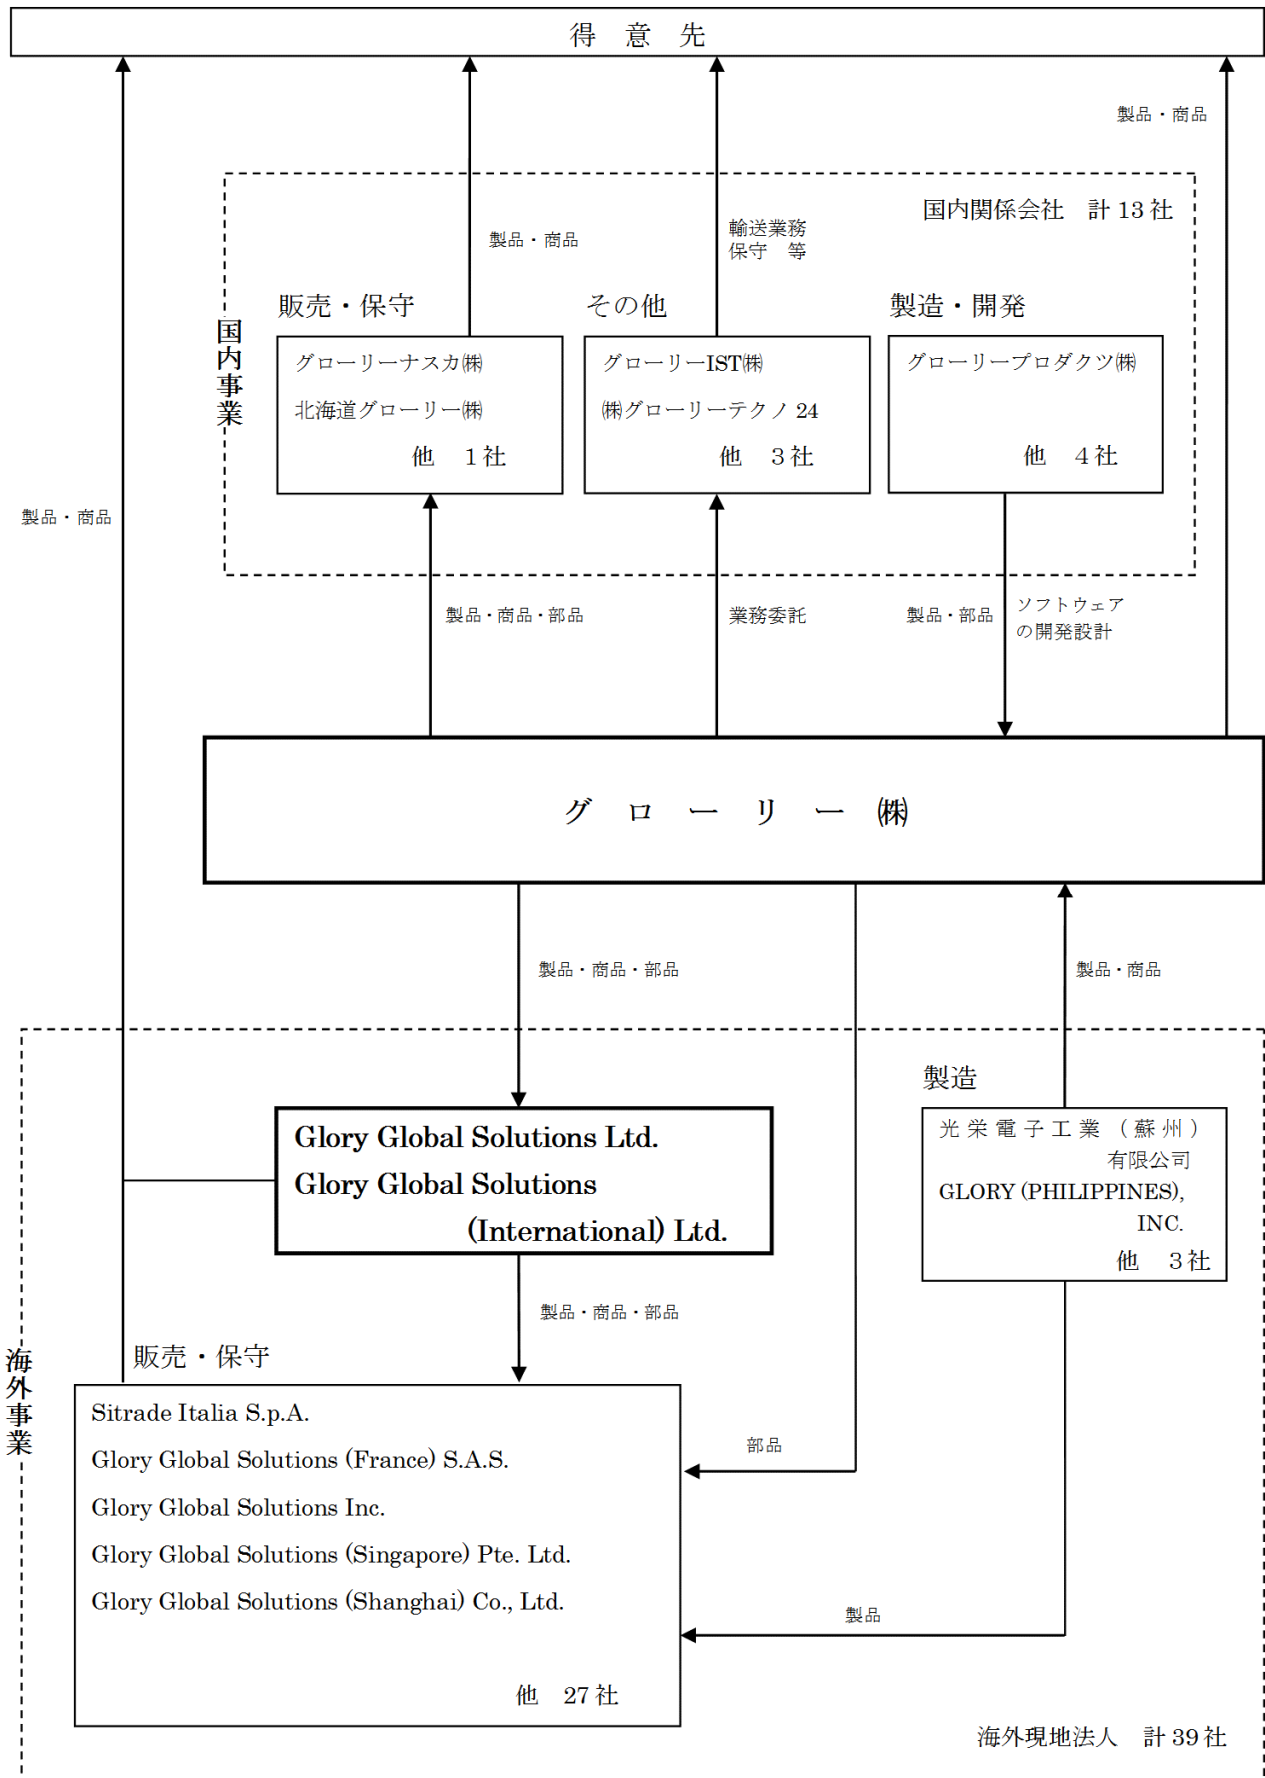 得 意 先
製品・商品
国内関係会社 計 13 社
製品・商品
輸送業務
保守 等
国内事業
販売・保守
グローリーナスカ㈱
北海道グローリー㈱
他 1 社
その他
グローリーIST㈱
㈱グローリーテクノ 24
他 3 社
製造・開発
グロープロダクツ㈱
他 4 社
製品・商品
製品・商品・部品
業務委託
製品・部品
ソフトウェア
の開発設計
グ ロ ー リ ー ㈱
製品・商品・部品
製品・商品
海外事業
Glory Global Solutions Ltd.
Glory Global Solutions
(International) Ltd.
製造
光栄電子工業（蘇州）
有限公司
GLORY (PHILIPPINES),
INC.
他 3 社
製品・商品・部品
販売・保守
Sitrade Italia S.p.A.
Glory Global Solutions (France) S.A.S.
Glory Global Solutions Inc.
Glory Global Solutions (Singapore) Pte. Ltd.
Glory Global Solutions (Shanghai) Co., Ltd.
他 27 社
部品
製品
海外現地法人 計 39 社